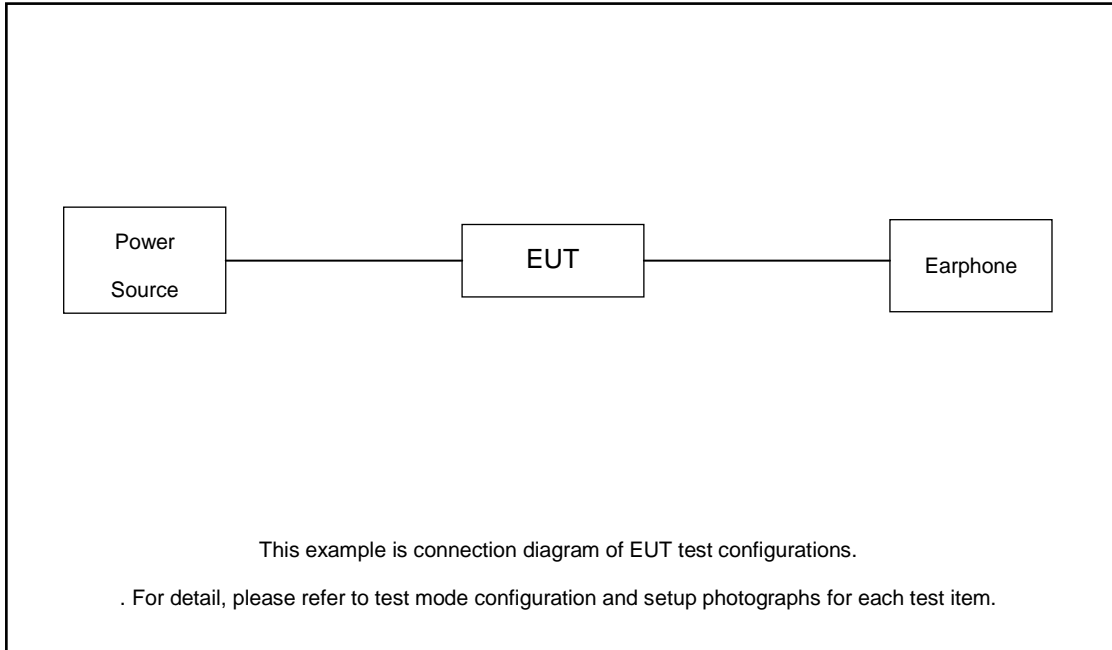 Power
Source
EUT
Earphone
This example is connection diagram of EUT test configurations.
. For detail, please refer to test mode configuration and setup photographs for each test item.